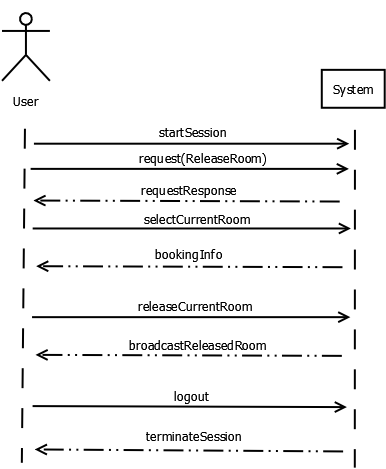 User
System
startSession
request(ReleaseRoom)
requestResponse
selectCurrentRoom
bookingInfo
releaseCurrentRoom
broadcastReleasedRoom
logout
terminateSession